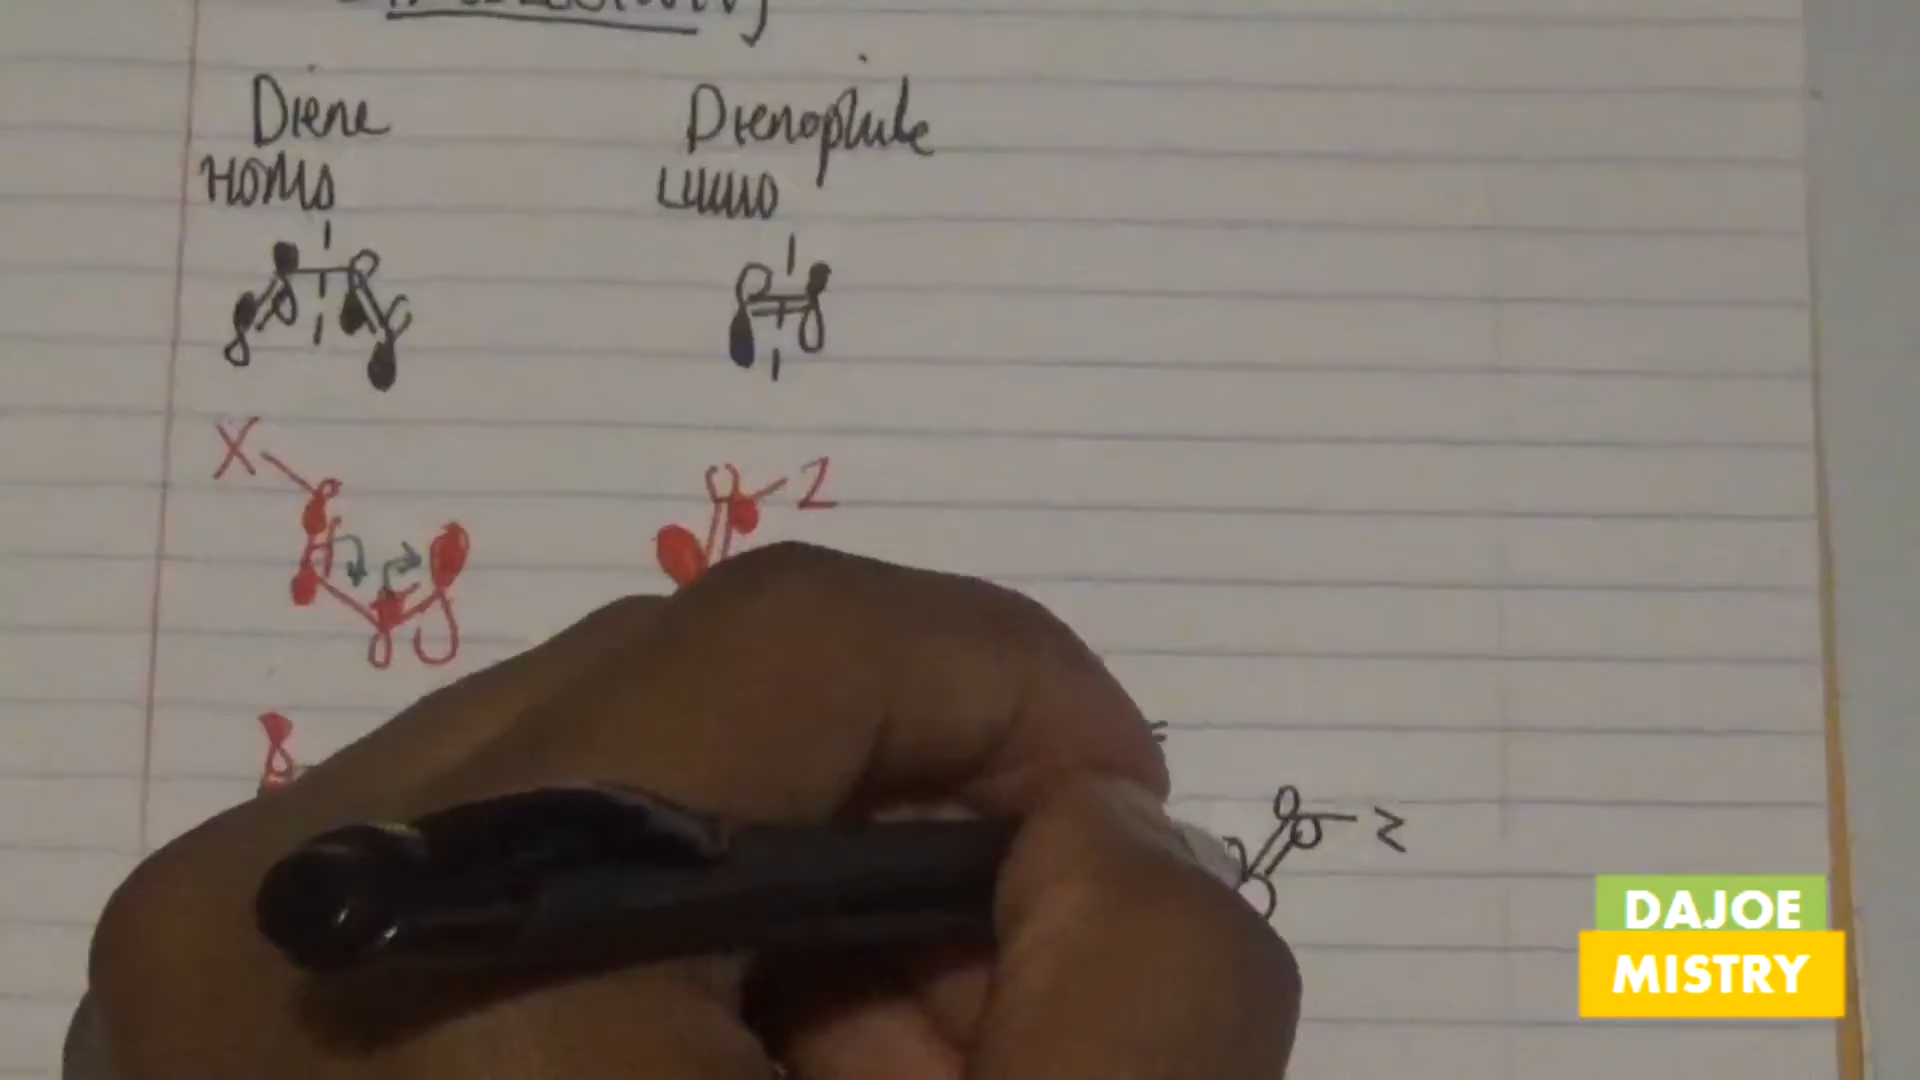 Diene Dienophile
HOMO LUMO
X
Z
Z
DAJOE
MISTRY